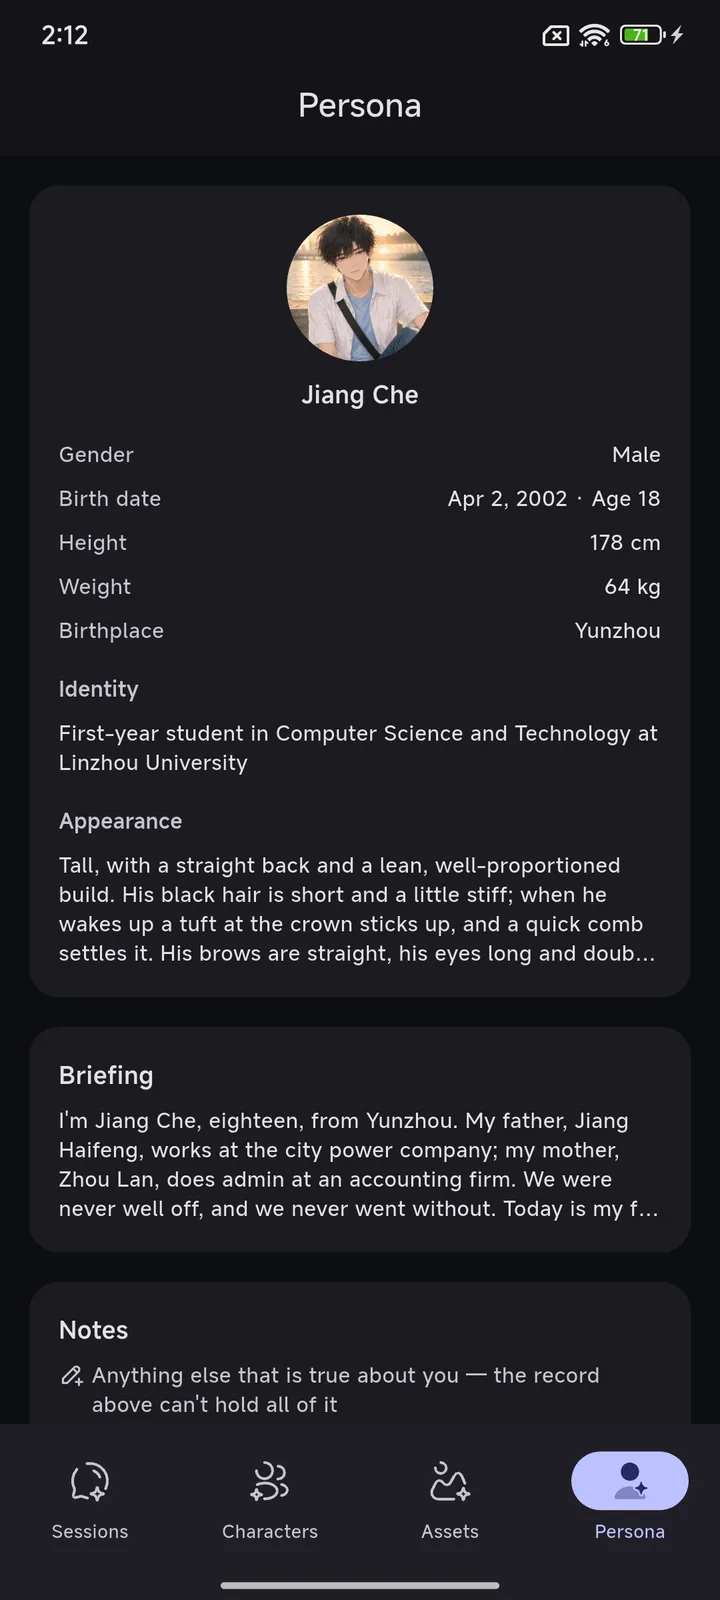 2:12
71
Persona
Jiang Che
Gender
Male
Birth date
Apr 2, 2002 · Age 18
Height
178 cm
Weight
64 kg
Birthplace
Yunzhou
Identity
First-year student in Computer Science and Technology at
Linzhou University
Appearance
Tall, with a straight back and a lean, well-proportioned
build. His black hair is short and a little stiff; when he
wakes up a tuft at the crown sticks up, and a quick comb
settles it. His brows are straight, his eyes long and doub...
Briefing
I'm Jiang Che, eighteen, from Yunzhou. My father, Jiang
Haifeng, works at the city power company; my mother,
Zhou Lan, does admin at an accounting firm. We were
never well off, and we never went without. Today is my f...
Notes
Anything else that is true about you — the record
above can't hold all of it
Sessions
Characters
Assets
Persona